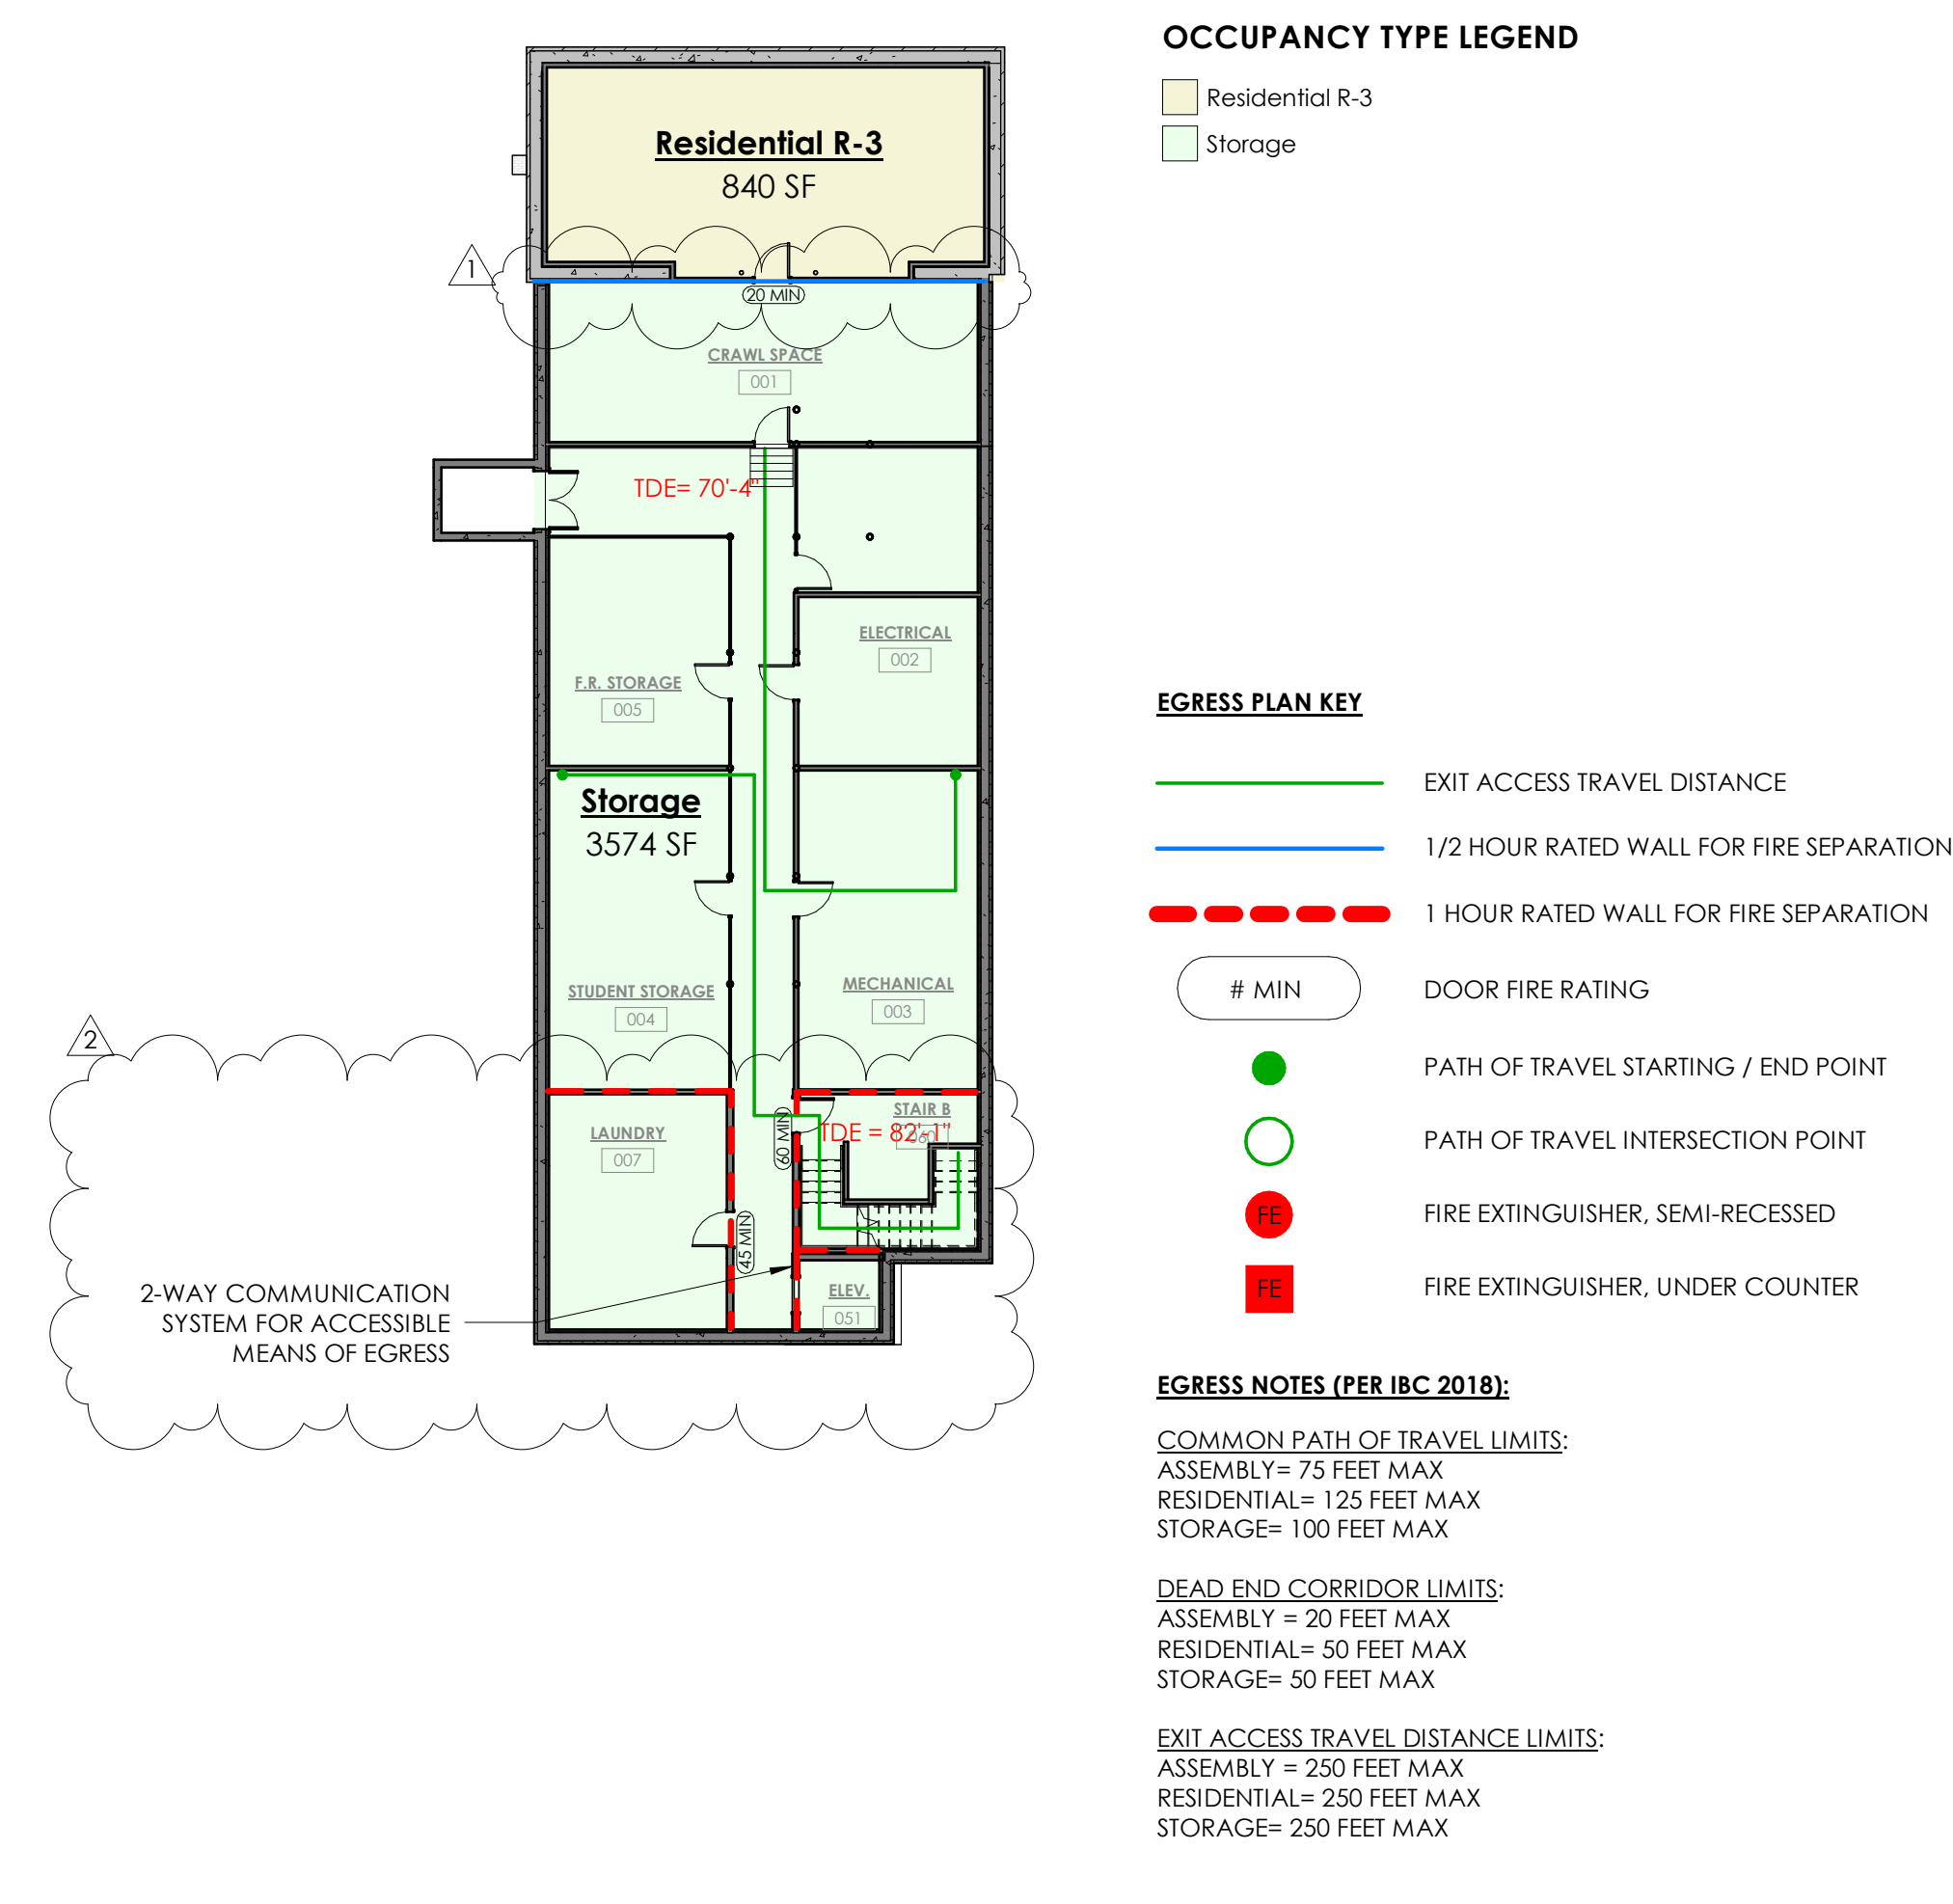 OCCUPANCY TYPE LEGEND
Residential R-3
Storage
Residential R-3
840 SF
1
20 MIN
CRAWL SPACE
001
TDE= 70'-4"
ELECTRICAL
002
F.R. STORAGE
005
Storage
3574 SF
STUDENT STORAGE
004
MECHANICAL
003
2
STAIR B
060
TDE = 82'-1"
60 MIN
LAUNDRY
007
45 MIN
ELEV.
051
2-WAY COMMUNICATION
SYSTEM FOR ACCESSIBLE
MEANS OF EGRESS
EGRESS PLAN KEY
EXIT ACCESS TRAVEL DISTANCE
1/2 HOUR RATED WALL FOR FIRE SEPARATION
1 HOUR RATED WALL FOR FIRE SEPARATION
# MIN
DOOR FIRE RATING
PATH OF TRAVEL STARTING / END POINT
PATH OF TRAVEL INTERSECTION POINT
FE
FIRE EXTINGUISHER, SEMI-RECESSED
FE
FIRE EXTINGUISHER, UNDER COUNTER
EGRESS NOTES (PER IBC 2018):
COMMON PATH OF TRAVEL LIMITS:
ASSEMBLY= 75 FEET MAX
RESIDENTIAL= 125 FEET MAX
STORAGE= 100 FEET MAX
DEAD END CORRIDOR LIMITS:
ASSEMBLY = 20 FEET MAX
RESIDENTIAL= 50 FEET MAX
STORAGE= 50 FEET MAX
EXIT ACCESS TRAVEL DISTANCE LIMITS:
ASSEMBLY = 250 FEET MAX
RESIDENTIAL= 250 FEET MAX
STORAGE= 250 FEET MAX